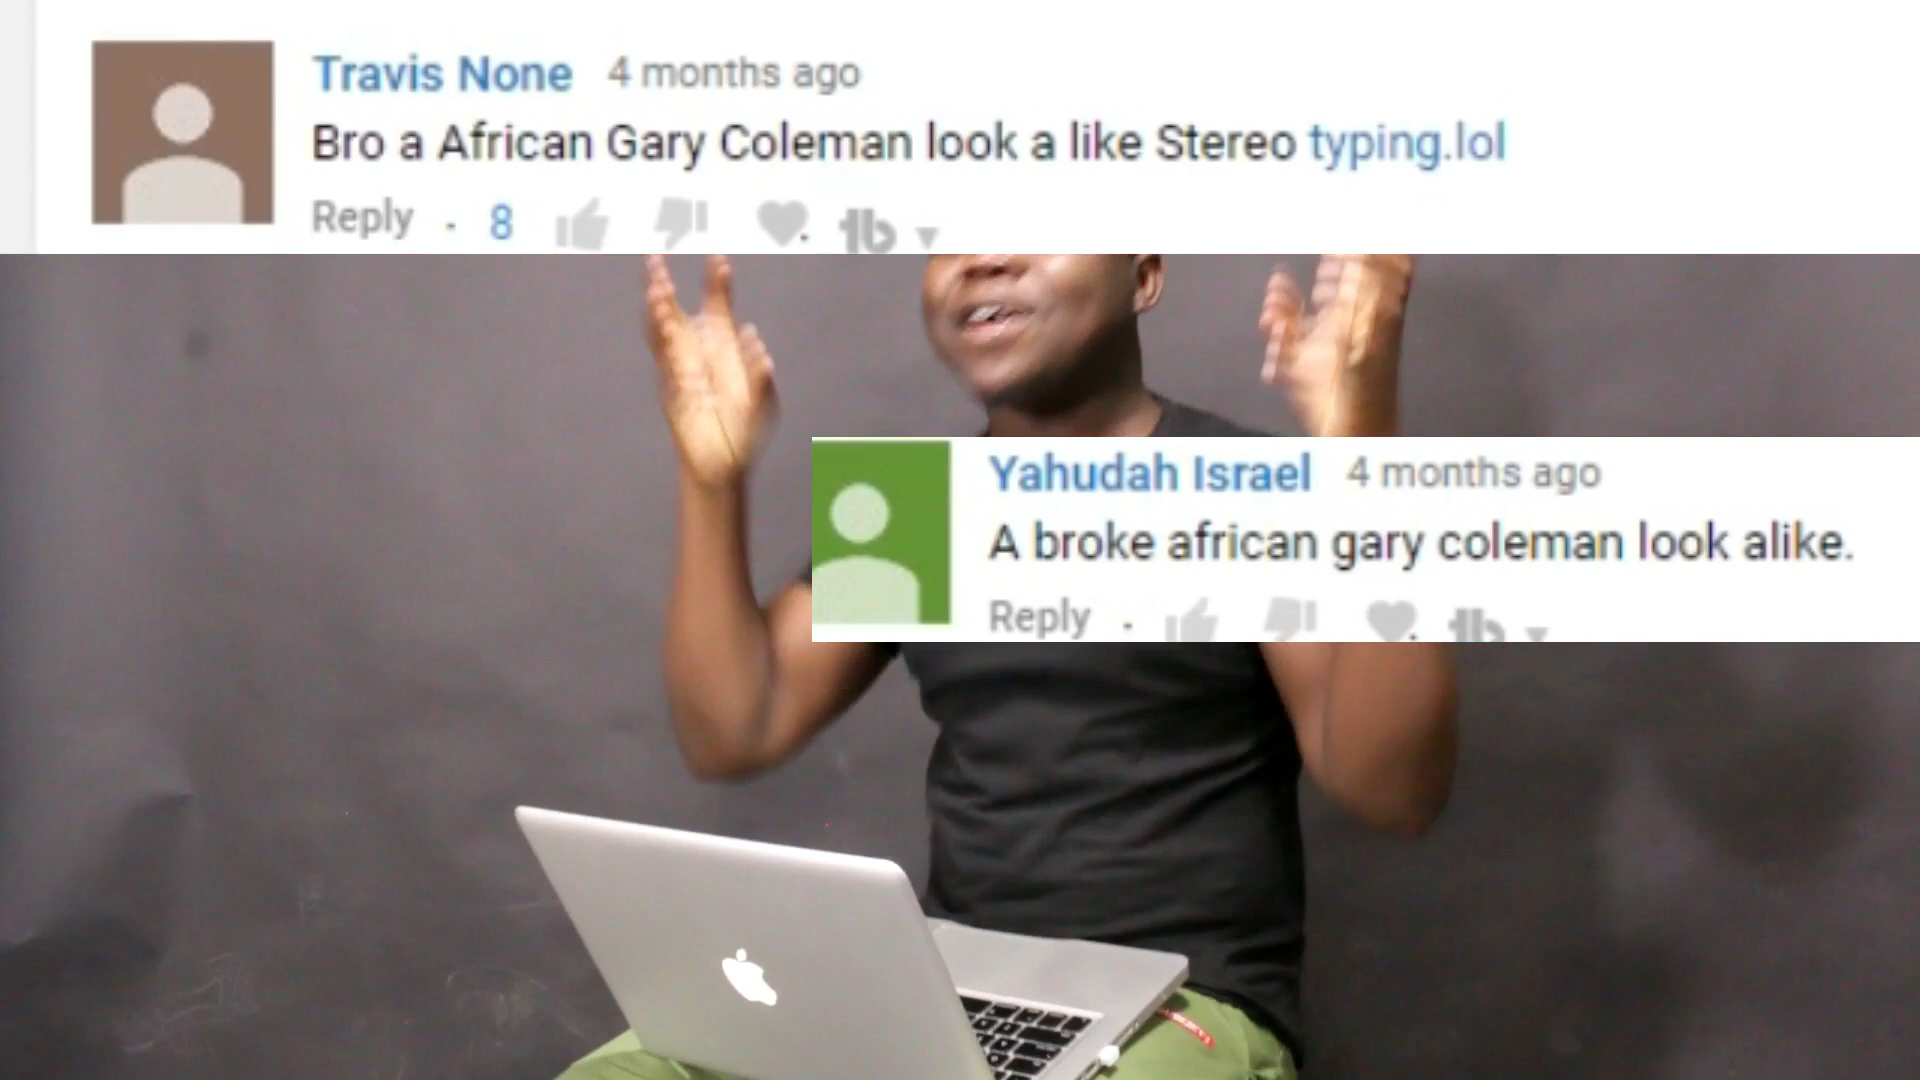 Travis None 4 months ago
Bro a African Gary Coleman look a like Stereo typing.lol
Reply . 8
Yahudah Israel 4 months ago
A broke african gary coleman look alike.
Reply .